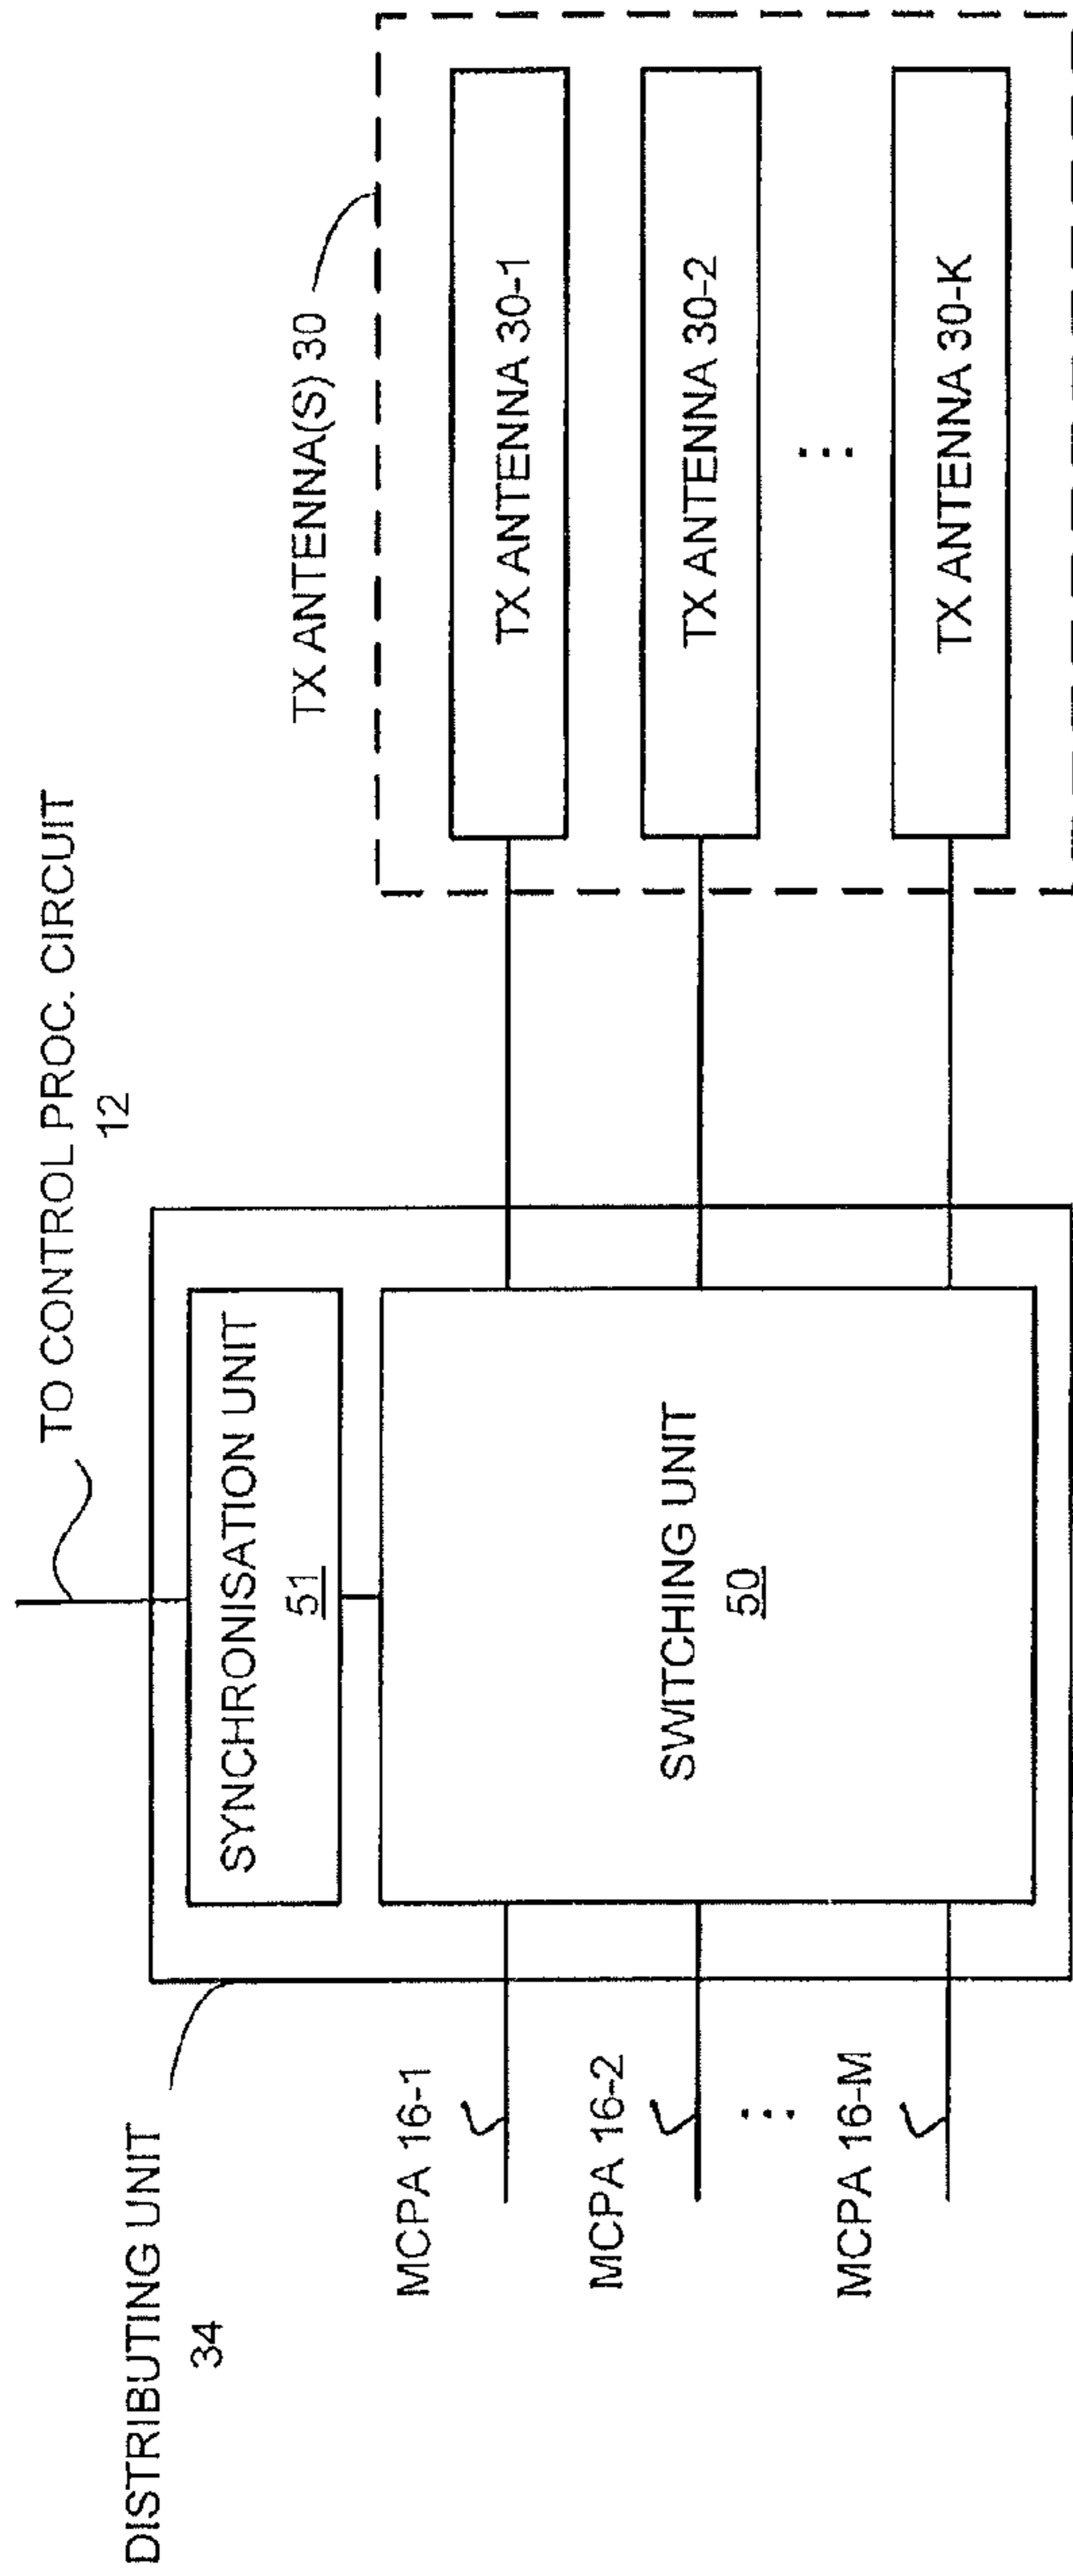 TO CONTROL PROC. CIRCUIT
12
DISTRIBUTING UNIT
34
SYNCHRONISATION UNIT
51
SWITCHING UNIT
50
MCPA 16-1
MCPA 16-2
⋮
MCPA 16-M
TX ANTENNA(S) 30
TX ANTENNA 30-1
TX ANTENNA 30-2
⋮
TX ANTENNA 30-K